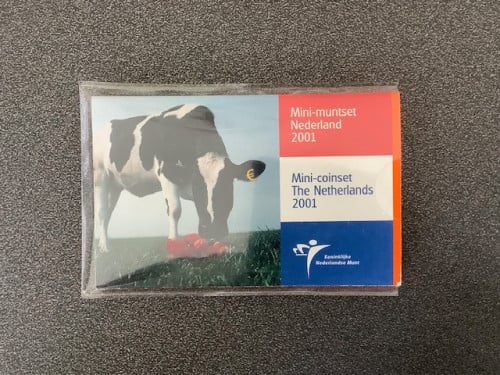 Mini-muntset
Nederland
2001
Mini-coinset
The Netherlands
2001
Koninklijke
Nederlandse Munt
€